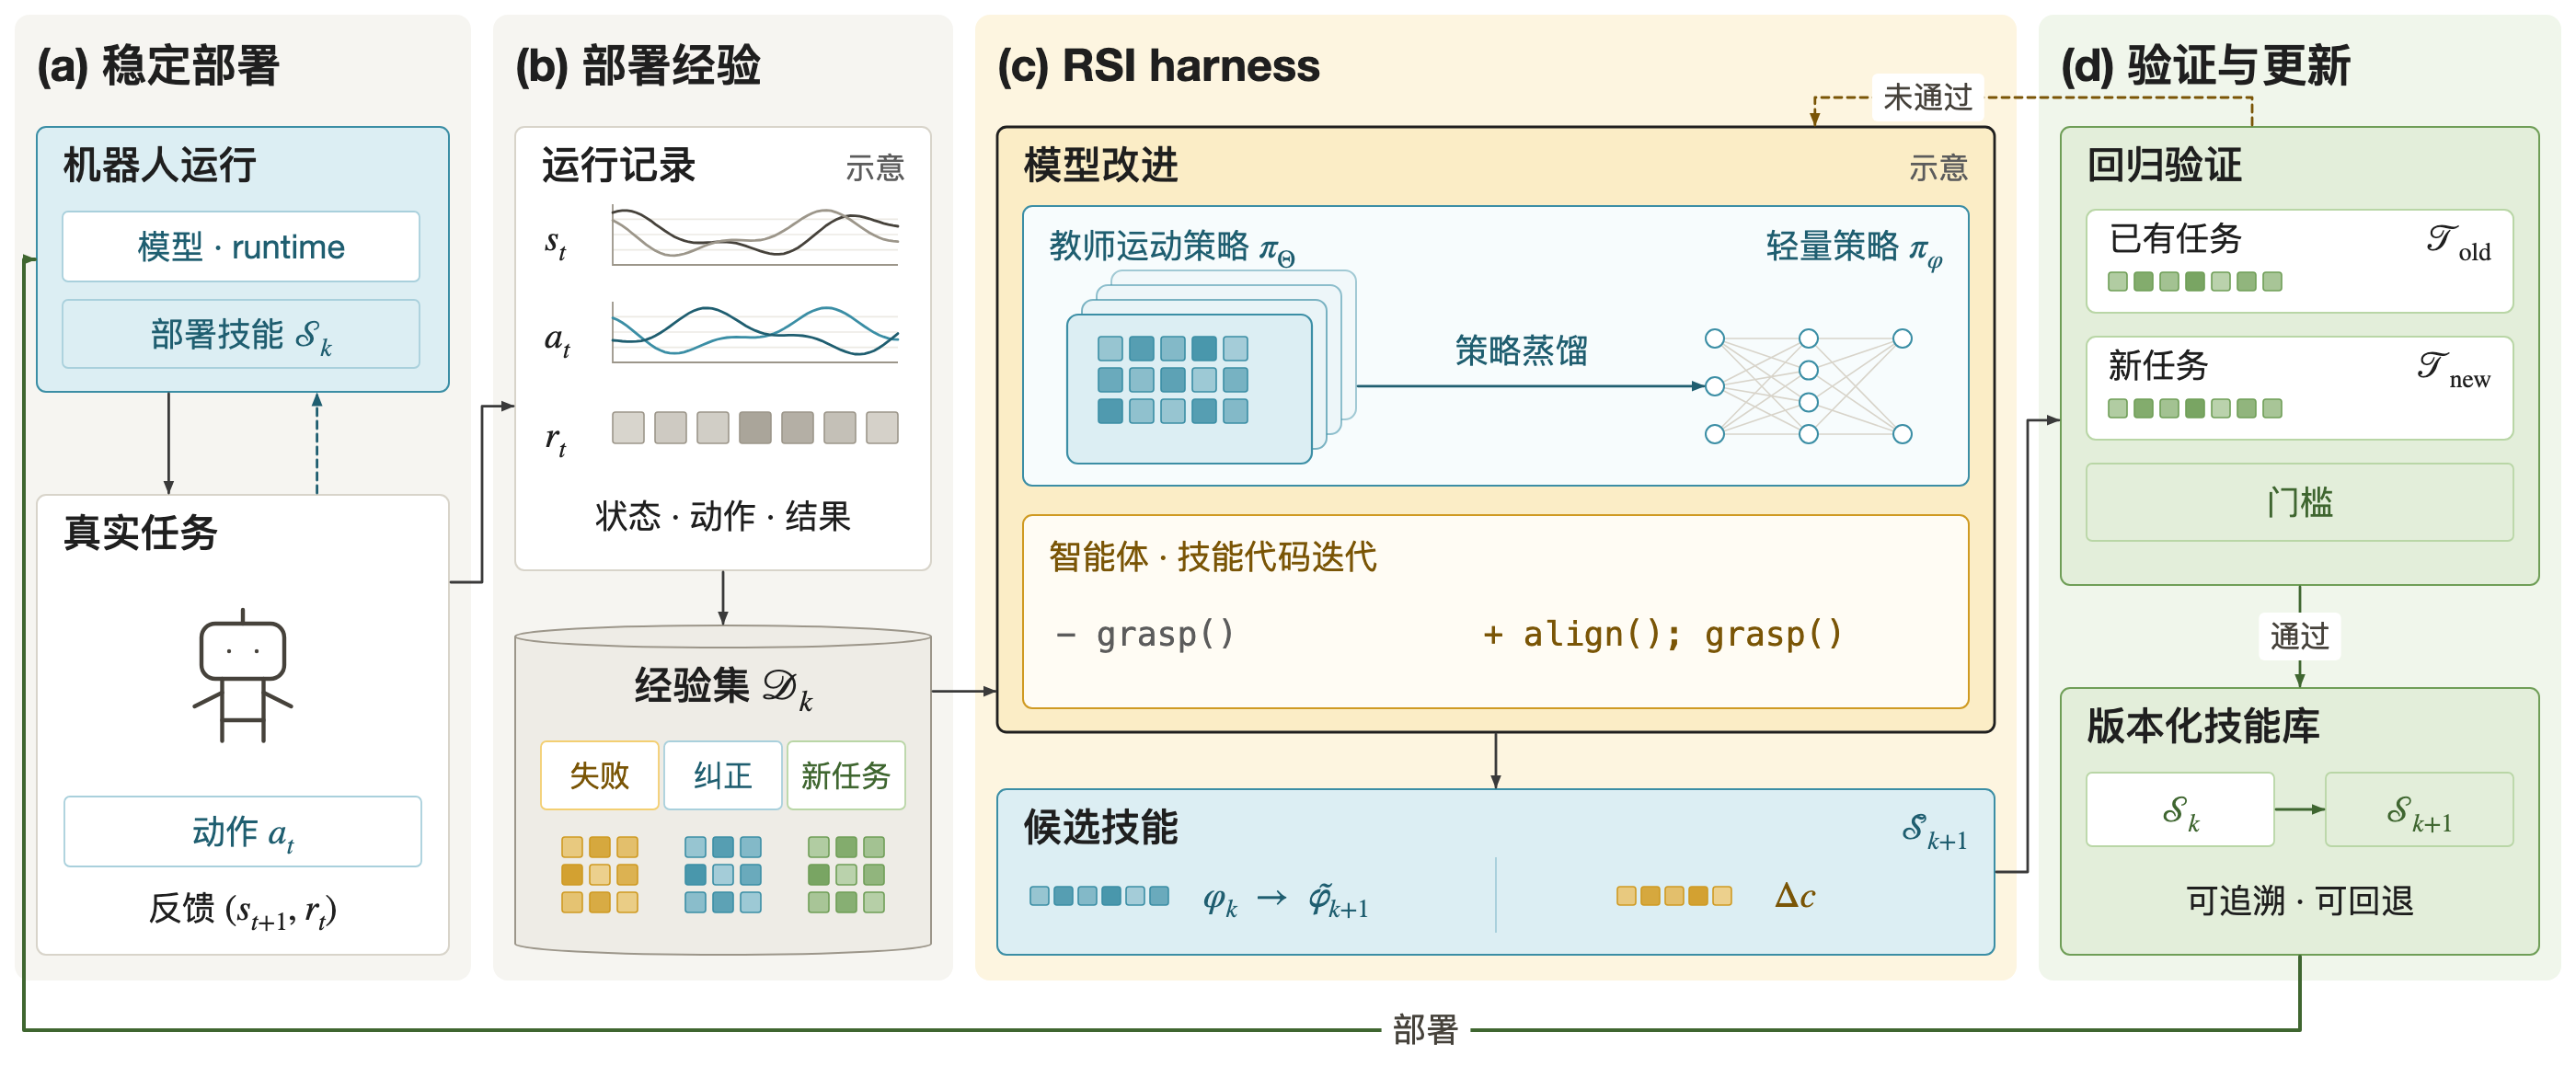 (a) 稳定部署
机器人运行
模型 · runtime
部署技能 𝒮k
真实任务
动作 at
反馈 (st+1, rt)
(b) 部署经验
运行记录 示意
st
at
rt
状态 · 动作 · 结果
经验集 𝒟k
失败 纠正 新任务
(c) RSI harness
未通过
模型改进 示意
教师运动策略 πΘ 轻量策略 πφ
策略蒸馏
智能体 · 技能代码迭代
− grasp() + align(); grasp()
候选技能 𝒮̃k+1
φk → φ̃k+1 Δc
(d) 验证与更新
回归验证
已有任务 𝒯old
新任务 𝒯new
门槛
通过
版本化技能库
𝒮k 𝒮k+1
可追溯 · 可回退
部署